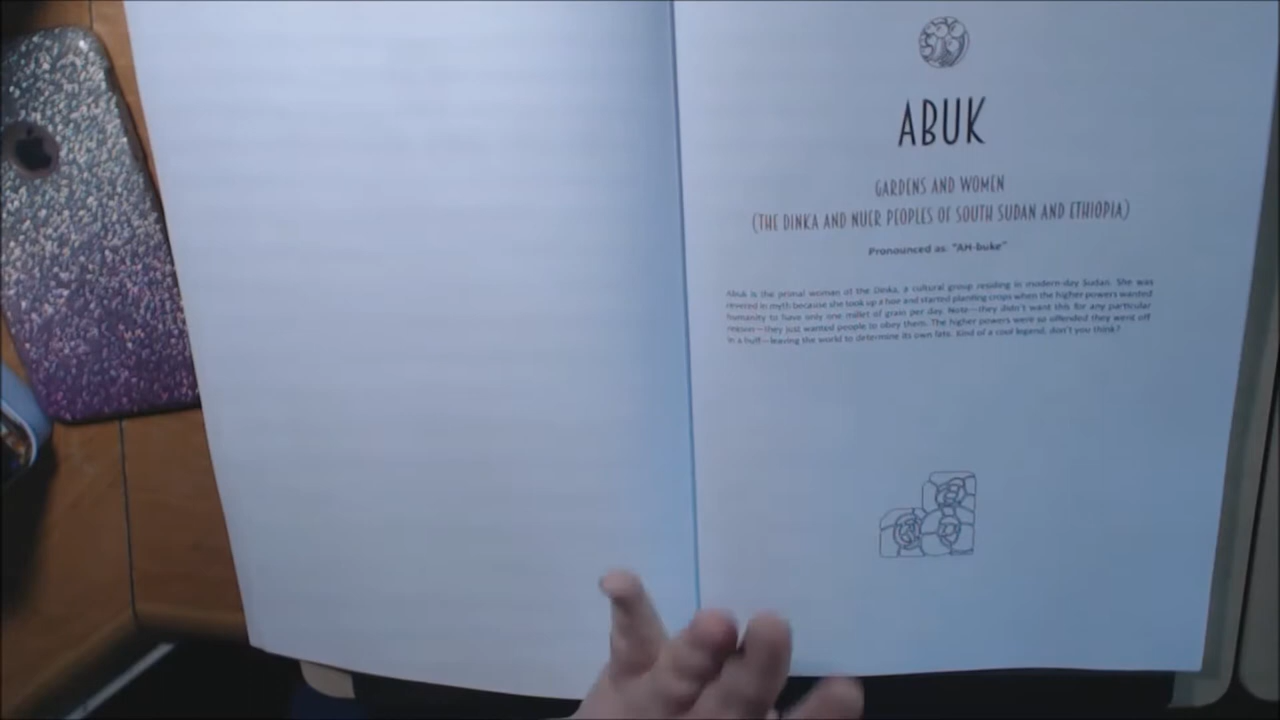 ABUK
GARDENS AND WOMEN
(THE DINKA AND NUER PEOPLES OF SOUTH SUDAN AND ETHIOPIA)
Pronounced as: "AH-buke"
Abuk is the primal woman of the Dinka, a cultural group residing in modern-day Sudan. She was
revered in myth because she took up a hoe and started planting crops when the higher powers wanted
humanity to have only one millet of grain per day. Note—they didn't want this for any particular
reason—they just wanted people to obey them. The higher powers were so offended they went off
in a huff—leaving the world to determine its own fate. Kind of a cool legend, don't you think?